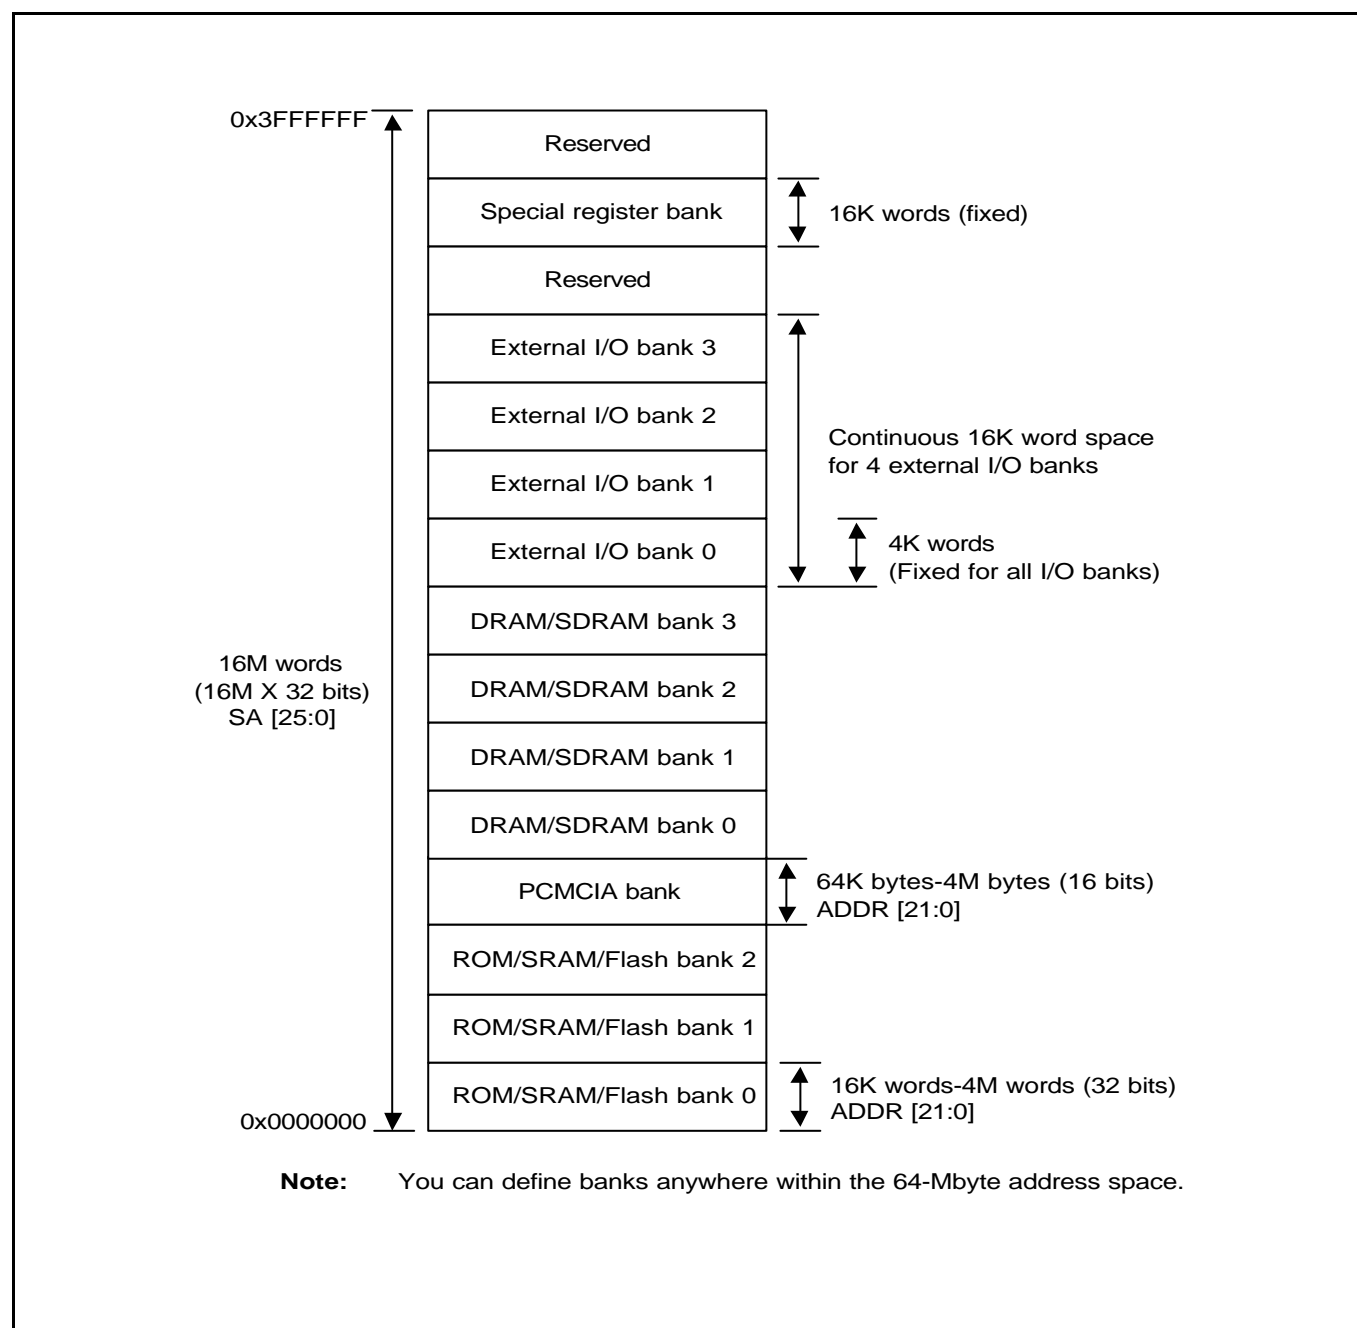 0x3FFFFFF
Reserved
Special register bank
16K words (fixed)
Reserved
External I/O bank 3
External I/O bank 2
Continuous 16K word space
for 4 external I/O banks
External I/O bank 1
External I/O bank 0
4K words
(Fixed for all I/O banks)
DRAM/SDRAM bank 3
16M words
(16M X 32 bits)
SA [25:0]
DRAM/SDRAM bank 2
DRAM/SDRAM bank 1
DRAM/SDRAM bank 0
PCMCIA bank
64K bytes-4M bytes (16 bits)
ADDR [21:0]
ROM/SRAM/Flash bank 2
ROM/SRAM/Flash bank 1
ROM/SRAM/Flash bank 0
16K words-4M words (32 bits)
ADDR [21:0]
0x0000000
Note: You can define banks anywhere within the 64-Mbyte address space.